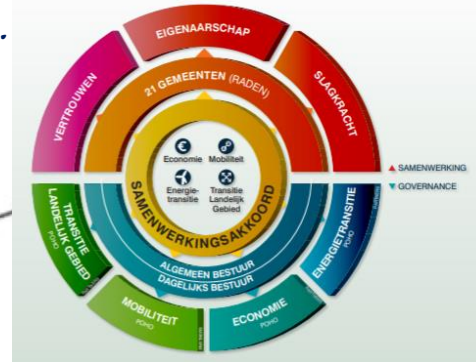 EIGENAARSCHAP
VERTROUWEN
SLAGKRACHT
21 GEMEENTEN (RADEN)
Economie
Mobiliteit
Energie-
transitie
Transitie
Landelijk
Gebied
SAMENWERKINGSAKKOORD
SAMENWERKING
GOVERNANCE
ALGEMEEN BESTUUR
DAGELIJKS BESTUUR
TRANSITIE
LANDELIJK GEBIED
POHO
MOBILITEIT
POHO
ECONOMIE
POHO
ENERGIETRANSITIE
POHO